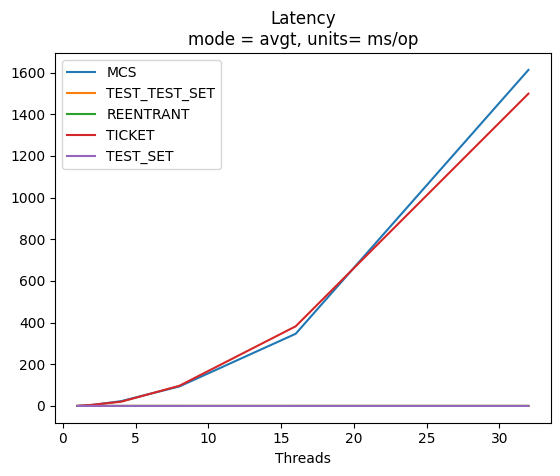 Latency
mode = avgt, units= ms/op
MCS
TEST_TEST_SET
REENTRANT
TICKET
TEST_SET
1600
1400
1200
1000
800
600
400
200
0
0 5 10 15 20 25 30
Threads